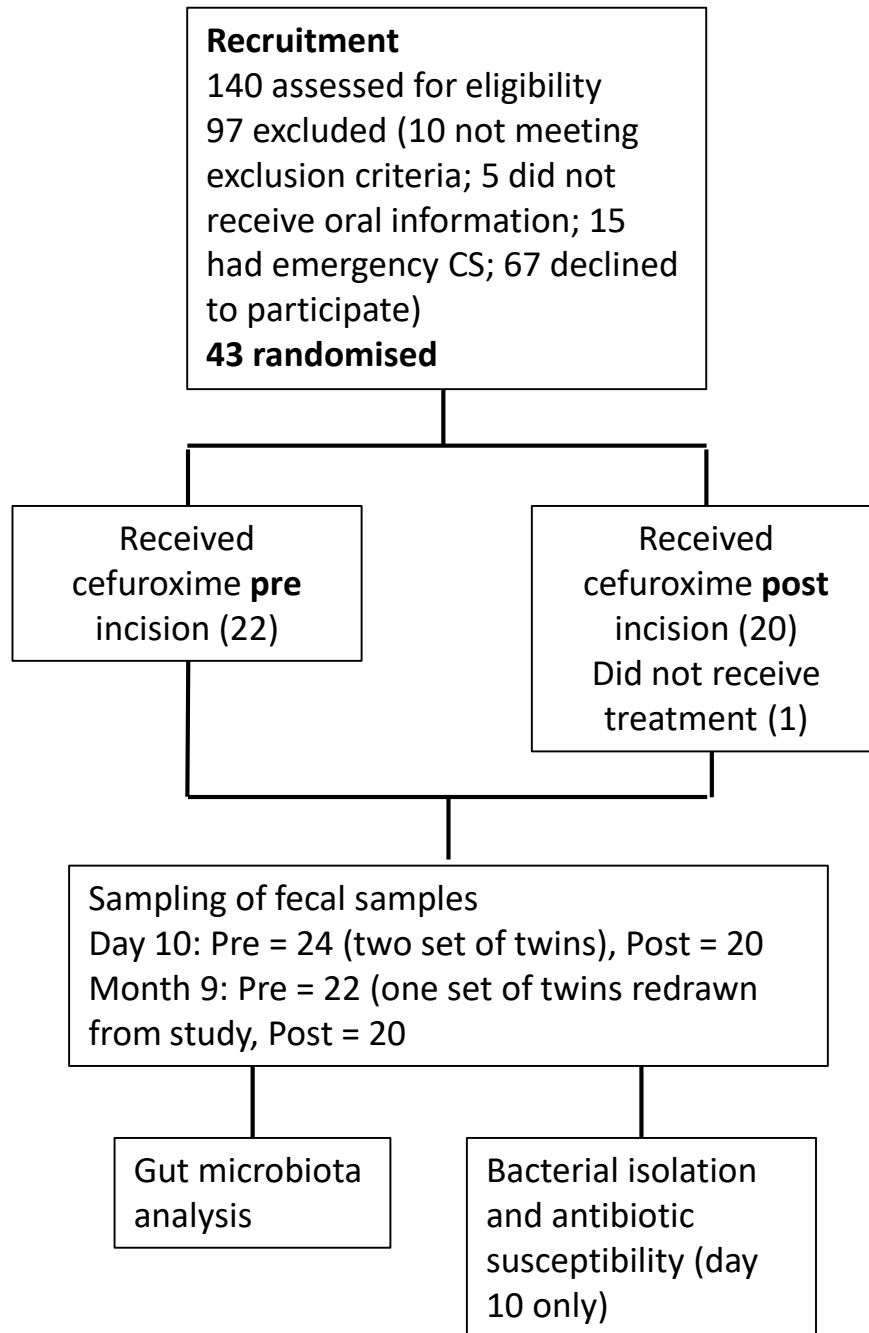 Recruitment
140 assessed for eligibility
97 excluded (10 not meeting
exclusion criteria; 5 did not
receive oral information; 15
had emergency CS; 67 declined
to participate)
43 randomised
Received
cefuroxime pre
incision (22)
Received
cefuroxime post
incision (20)
Did not receive
treatment (1)
Sampling of fecal samples
Day 10: Pre = 24 (two set of twins), Post = 20
Month 9: Pre = 22 (one set of twins redrawn
from study, Post = 20
Gut microbiota
analysis
Bacterial isolation
and antibiotic
susceptibility (day
10 only)